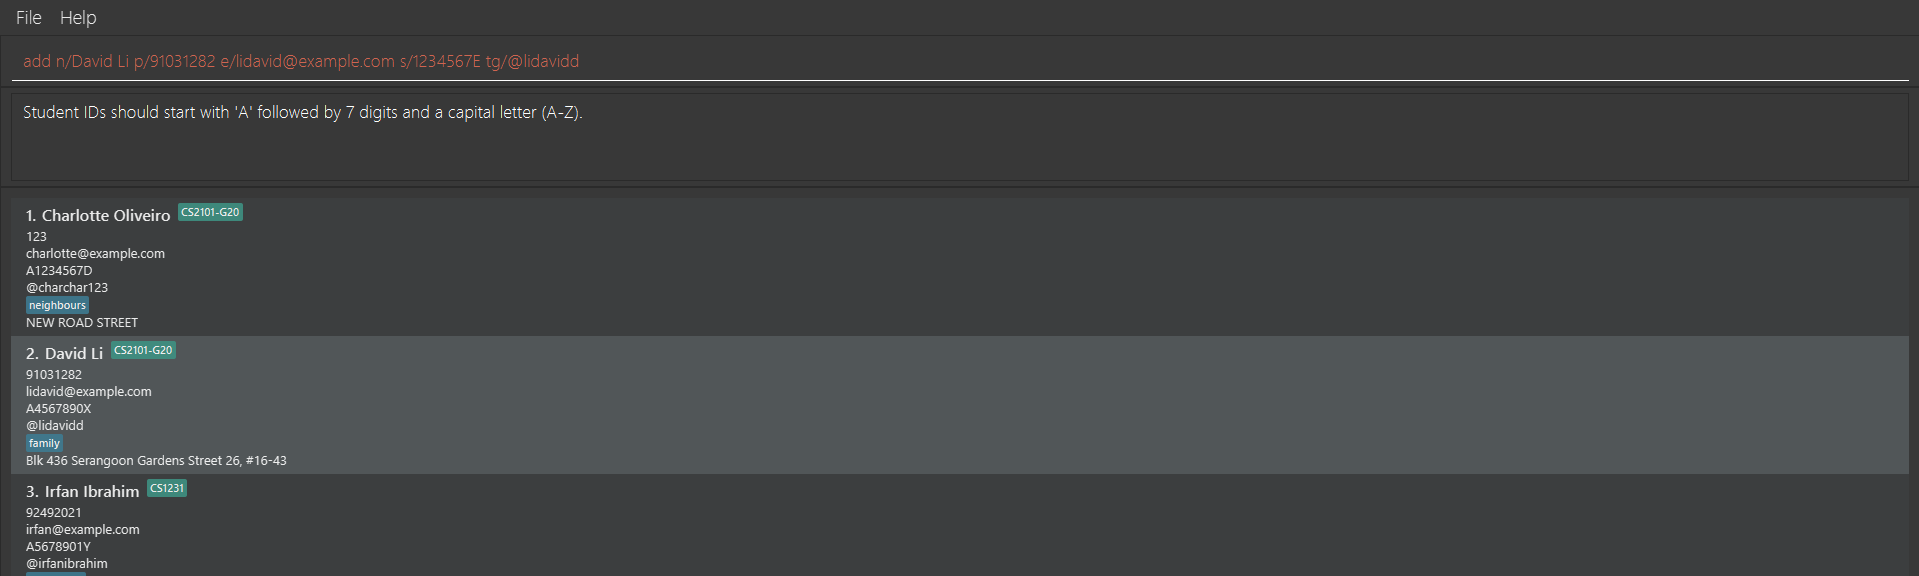 File Help
add n/David Li p/91031282 e/lidavid@example.com s/1234567E tg/@lidavidd
Student IDs should start with 'A' followed by 7 digits and a capital letter (A-Z).
1. Charlotte Oliveiro CS2101-G20
123
charlotte@example.com
A1234567D
@charchar123
neighbours
NEW ROAD STREET
2. David Li CS2101-G20
91031282
lidavid@example.com
A4567890X
@lidavidd
family
Blk 436 Serangoon Gardens Street 26, #16-43
3. Irfan Ibrahim CS1231
92492021
irfan@example.com
A5678901Y
@irfanibrahim